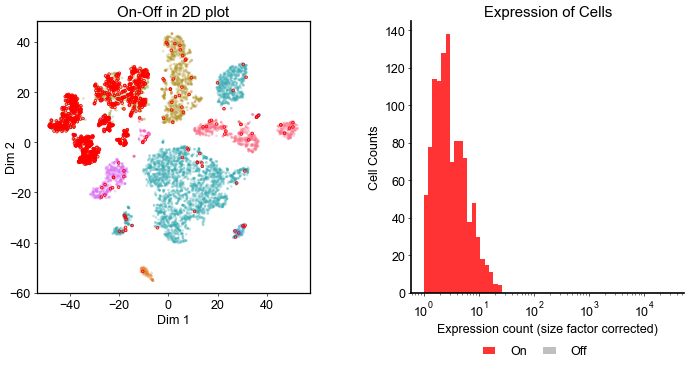 On-Off in 2D plot
Dim 2
40
20
0
−20
−40
−60
−40 −20 0 20 40
Dim 1
Expression of Cells
Cell Counts
140
120
100
80
60
40
20
0
10^0 10^1 10^2 10^3 10^4
Expression count (size factor corrected)
On Off